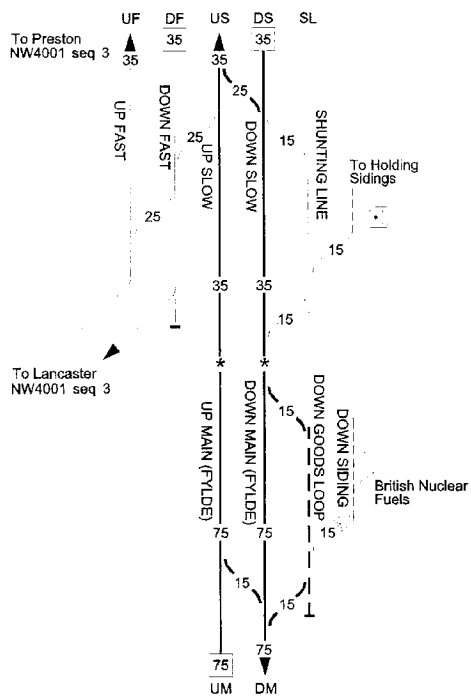 UF DF US DS SL
To Preston
NW4001 seq 3
35 35 35 35
25
25
15
UP FAST
DOWN FAST
UP SLOW
DOWN SLOW
SHUNTING LINE
To Holding
Sidings
25
15
35 35
15
* *
To Lancaster
NW4001 seq 3
UP MAIN (FYLDE)
DOWN MAIN (FYLDE)
15
DOWN GOODS LOOP
DOWN SIDING
British Nuclear
Fuels
75 75
15
15
15
75
75
UM DM